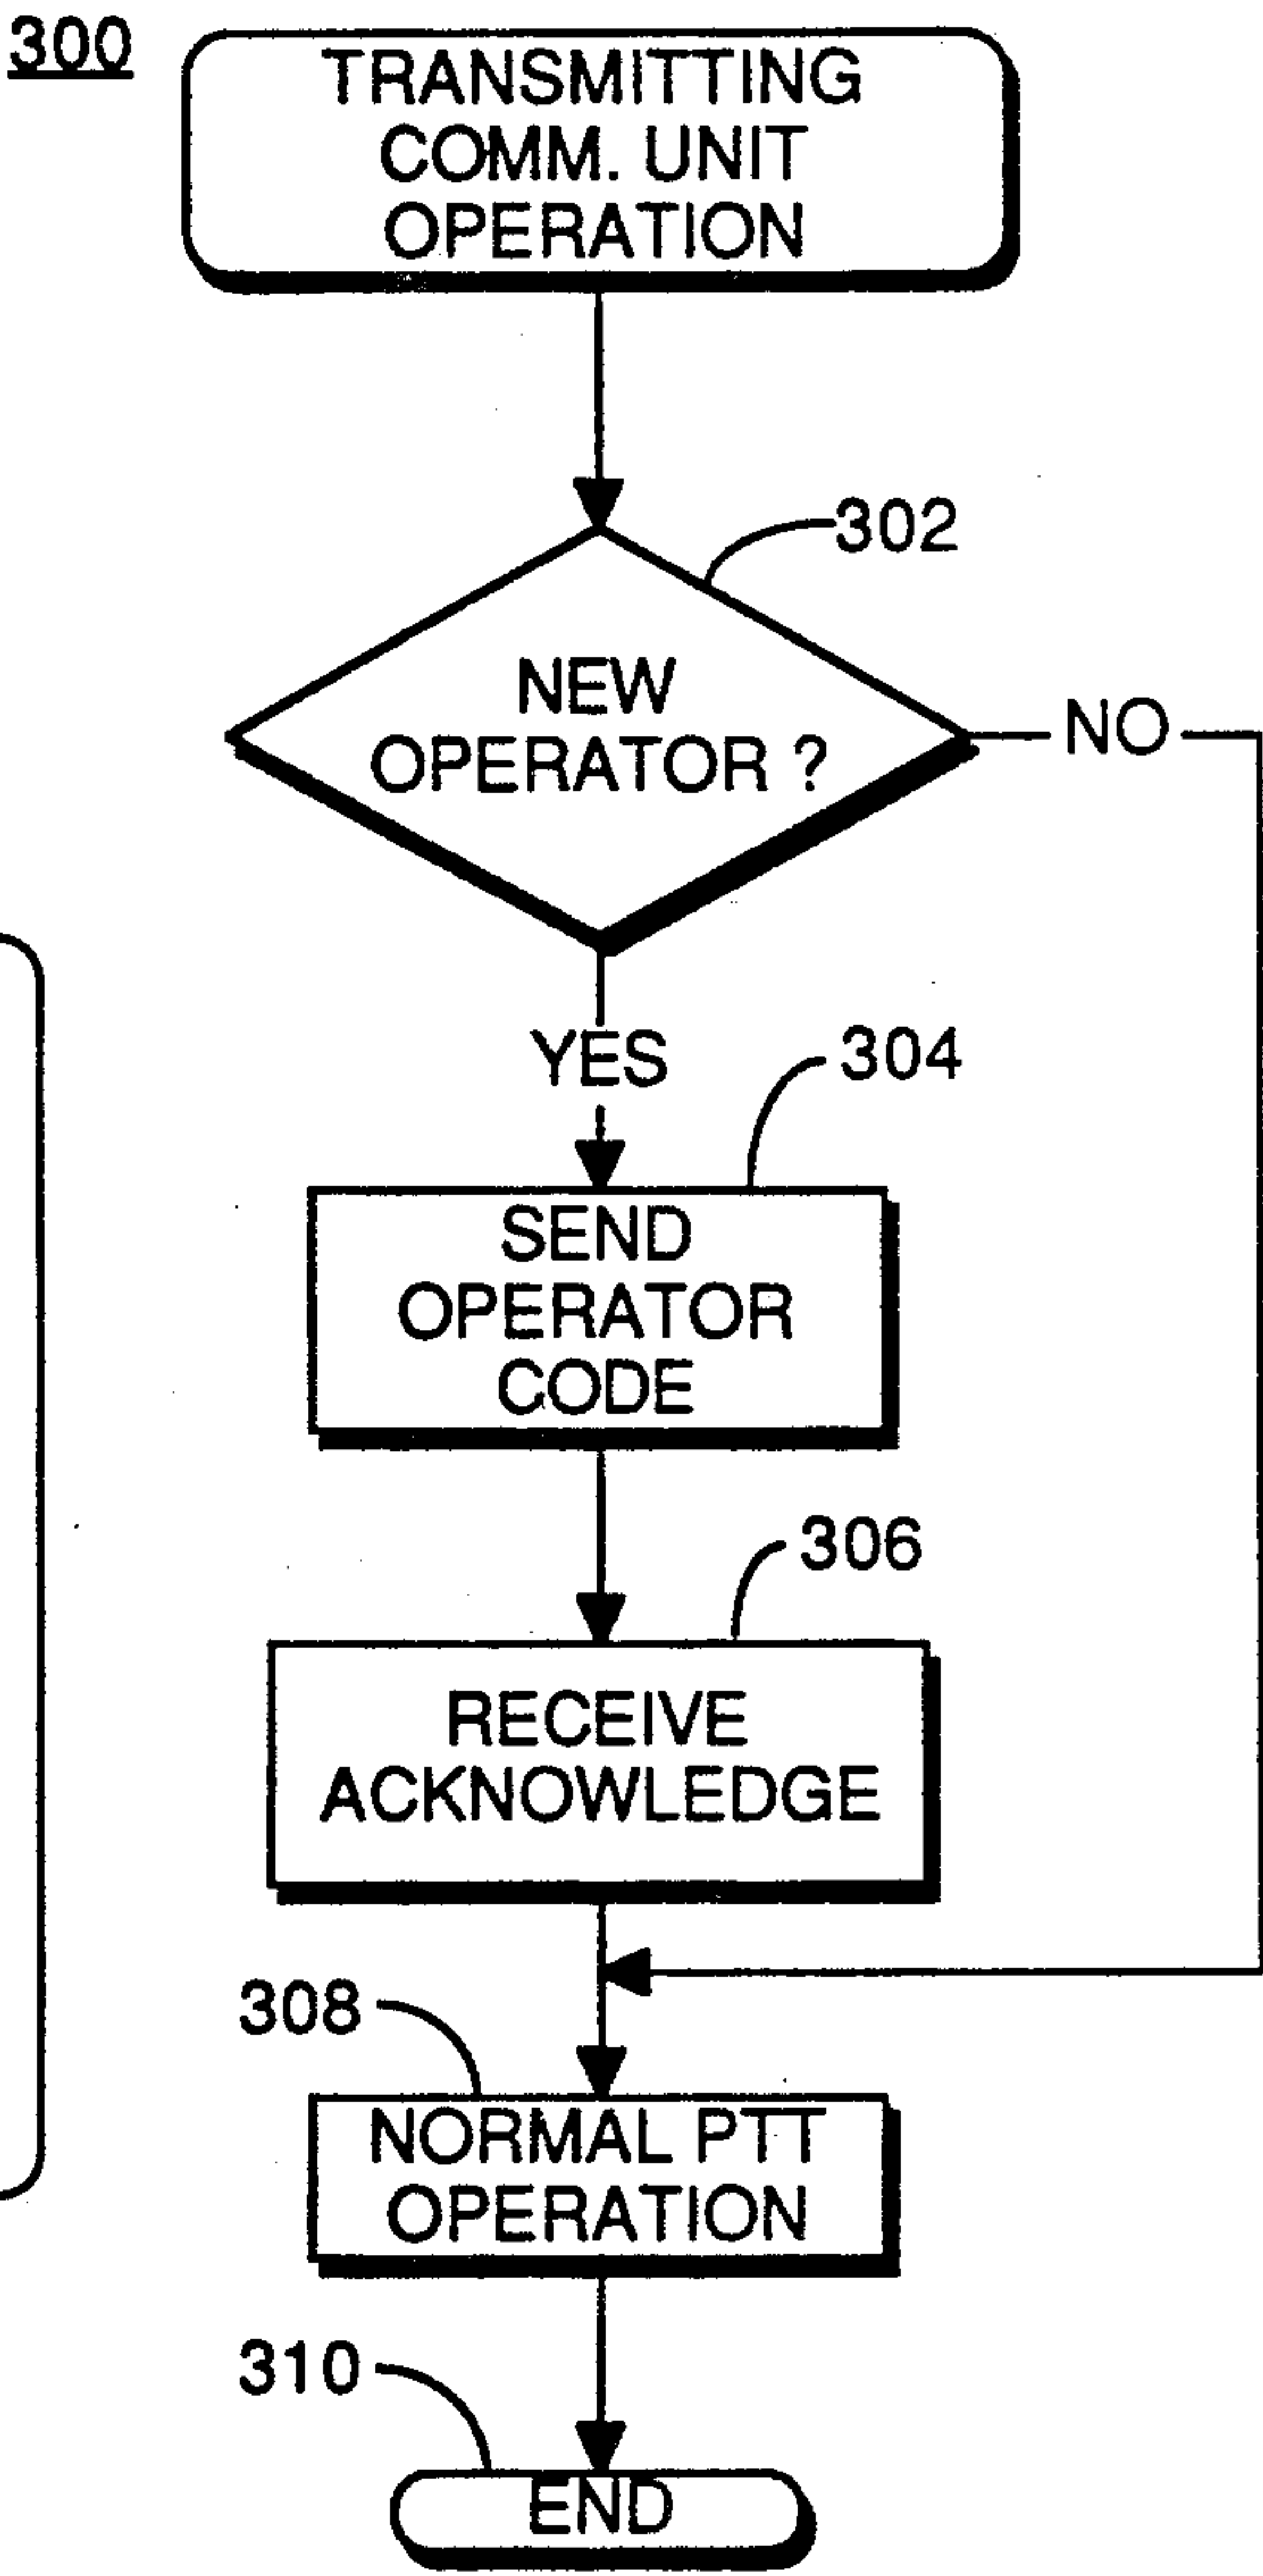 300
TRANSMITTING
COMM. UNIT
OPERATION
302
NEW
OPERATOR ?
NO
YES
304
SEND
OPERATOR
CODE
306
RECEIVE
ACKNOWLEDGE
308
NORMAL PTT
OPERATION
310
END